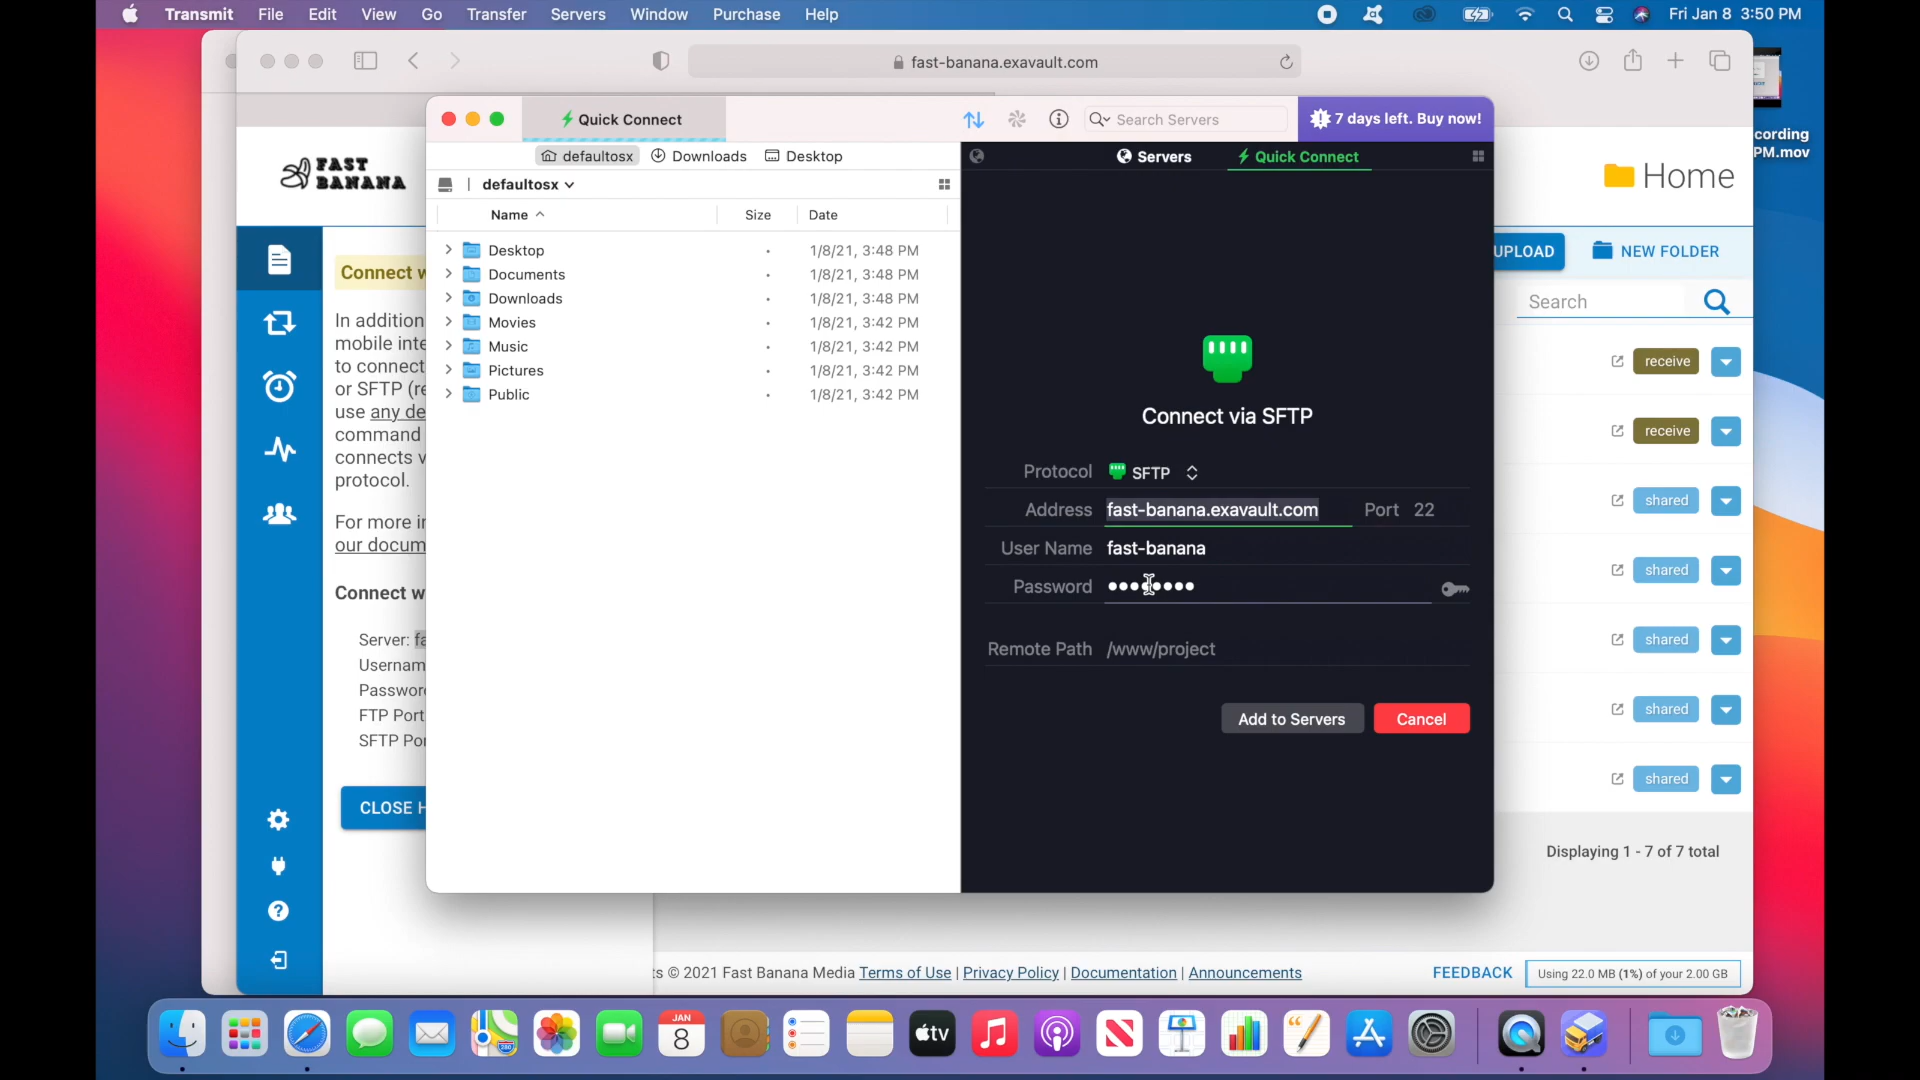 Transmit File Edit View Go Transfer Servers Window Purchase Help
Fri Jan 8 3:50 PM
fast-banana.exavault.com
cording
PM.mov
Quick Connect
Search Servers
7 days left. Buy now!
defaultosx Downloads Desktop
defaultosx
Name Size Date
Desktop 1/8/21, 3:48 PM
Documents 1/8/21, 3:48 PM
Downloads 1/8/21, 3:48 PM
Movies 1/8/21, 3:42 PM
Music 1/8/21, 3:42 PM
Pictures 1/8/21, 3:42 PM
Public 1/8/21, 3:42 PM
Servers Quick Connect
Connect via SFTP
Protocol SFTP
Address fast-banana.exavault.com Port 22
User Name fast-banana
Password
Remote Path /www/project
Add to Servers Cancel
FAST
BANANA
Connect w
In addition
mobile inte
to connect
or SFTP (re
use any de
command
connects v
protocol.
For more in
our docum
Connect w
Server: fa
Usernam
Password
FTP Port
SFTP Po
CLOSE H
Home
UPLOAD NEW FOLDER
Search
receive
receive
shared
shared
shared
shared
shared
Displaying 1 - 7 of 7 total
ts © 2021 Fast Banana Media Terms of Use | Privacy Policy | Documentation | Announcements
FEEDBACK Using 22.0 MB (1%) of your 2.00 GB
JAN
8
tv